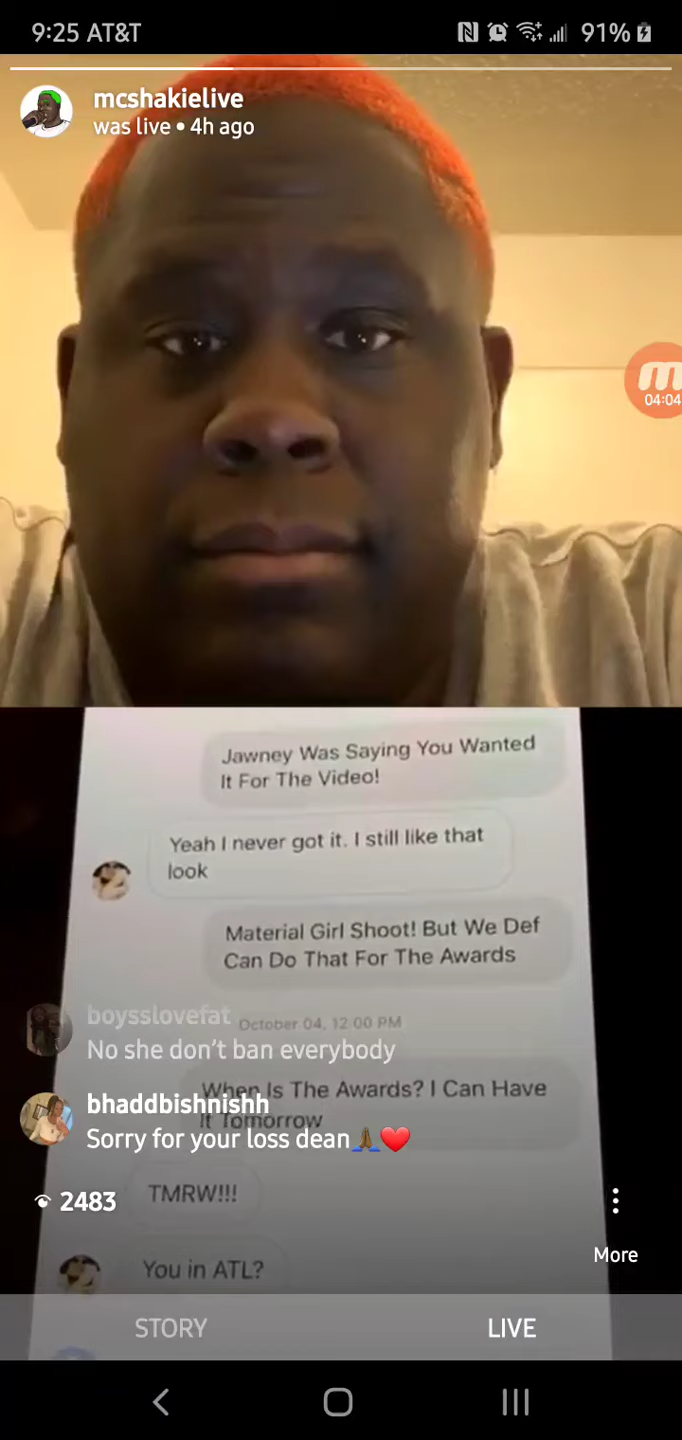 9:25 AT&T
91%
mcshakielive
was live • 4h ago
m
04:04
Jawney Was Saying You Wanted
It For The Video!
Yeah I never got it. I still like that
look
Material Girl Shoot! But We Def
Can Do That For The Awards
October 04, 12:00 PM
boysslovefat
No she don't ban everybody
When Is The Awards? I Can Have
It Tomorrow
bhaddbishnishh
Sorry for your loss dean🙏🏾❤️
2483
TMRW!!!
You in ATL?
More
STORY
LIVE